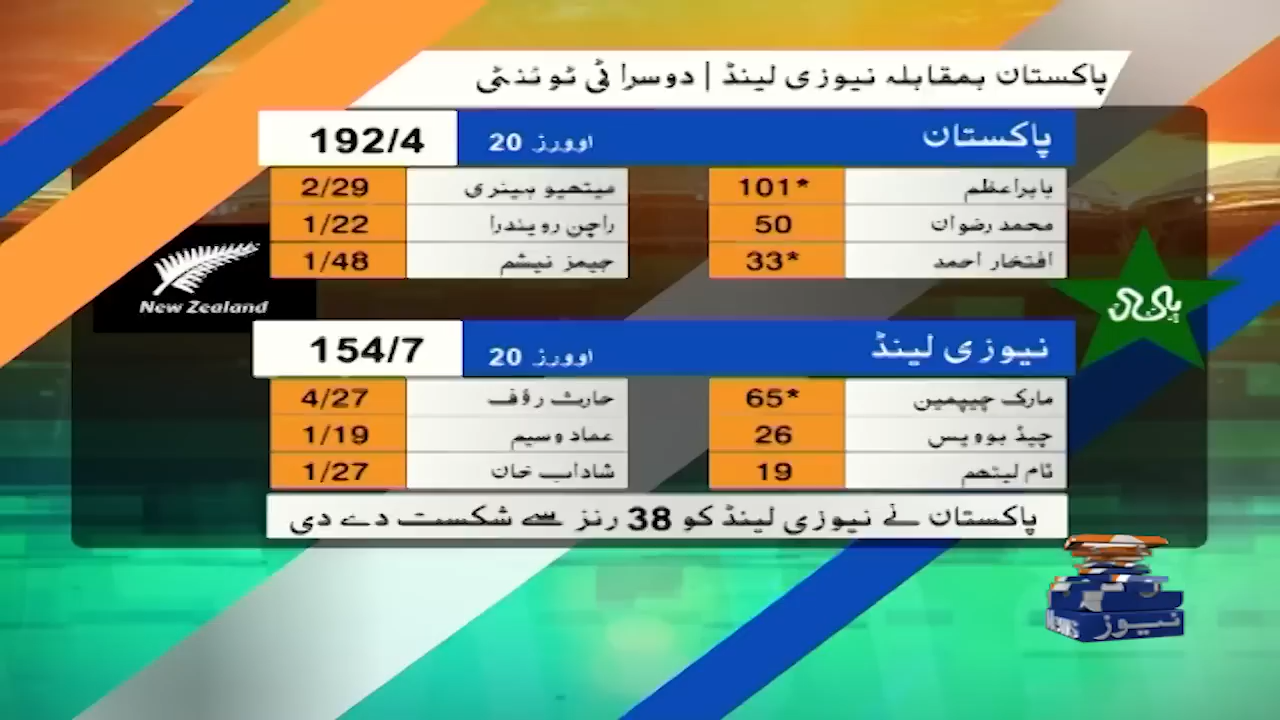 پاکستان بمقابلہ نیوزی لینڈ | دوسرا ٹی ٹوئنٹی
پاکستان اوورز 20 192/4
بابراعظم 101* میتھیو ہینری 2/29
محمد رضوان 50 راچن رویندرا 1/22
افتخار احمد 33* جیمز نیشم 1/48
New Zealand
نیوزی لینڈ اوورز 20 154/7
مارک چیپمین 65* حارث رؤف 4/27
چیڈ بوویس 26 عماد وسیم 1/19
ٹام لیتھم 19 شاداب خان 1/27
پاکستان نے نیوزی لینڈ کو 38 رنز سے شکست دے دی
News نیوز